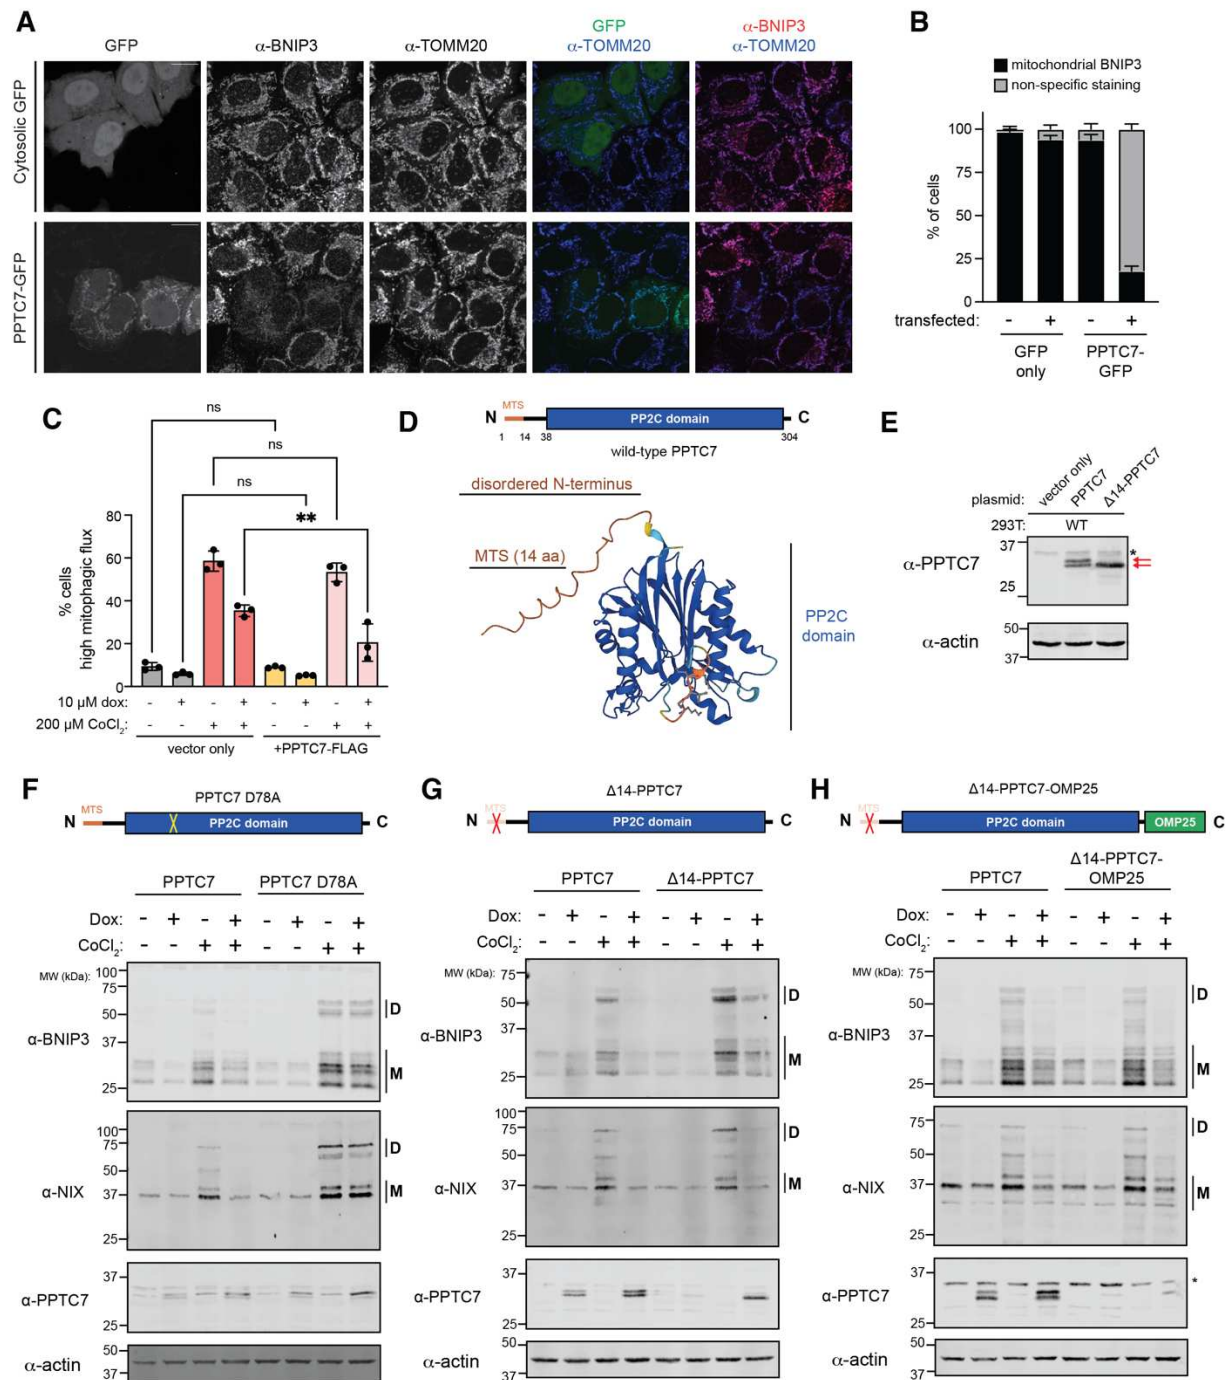 A
GFP
α-BNIP3
α-TOMM20
GFP
α-TOMM20
α-BNIP3
α-TOMM20
Cytosolic GFP
PPTC7-GFP
B
mitochondrial BNIP3
non-specific staining
% of cells
100
75
50
25
0
transfected: - + - +
GFP only
PPTC7-GFP
C
ns
ns
ns
**
% cells
high mitophagic flux
80
60
40
20
0
10 µM dox: - + - + - + - +
200 µM CoCl2: - - + + - - + +
vector only
+PPTC7-FLAG
D
N MTS PP2C domain C
1 14 38 304
wild-type PPTC7
disordered N-terminus
MTS (14 aa)
PP2C
domain
E
plasmid: vector only PPTC7 Δ14-PPTC7
293T: WT
α-PPTC7
37
25
*
α-actin
50
37
F
PPTC7 D78A
MTS
N PP2C domain C
PPTC7 PPTC7 D78A
Dox: - + - + - + - +
CoCl2: - - + + - - + +
MW (kDa):
α-BNIP3
100
75
50
37
25
D
M
α-NIX
100
75
50
37
25
D
M
α-PPTC7
37
25
α-actin
50
37
G
Δ14-PPTC7
MTS
N PP2C domain C
PPTC7 Δ14-PPTC7
Dox: - + - + - - - +
CoCl2: - - + + - - + +
MW (kDa):
α-BNIP3
75
50
37
25
D
M
α-NIX
100
75
50
37
25
D
M
α-PPTC7
37
25
α-actin
50
37
H
Δ14-PPTC7-OMP25
MTS
N PP2C domain OMP25 C
PPTC7
Δ14-PPTC7-
OMP25
Dox: - + - + - + - +
CoCl2: - - + + - - + +
MW (kDa):
α-BNIP3
75
50
37
25
D
M
α-NIX
75
50
37
25
D
M
α-PPTC7
37
25
*
α-actin
50
37